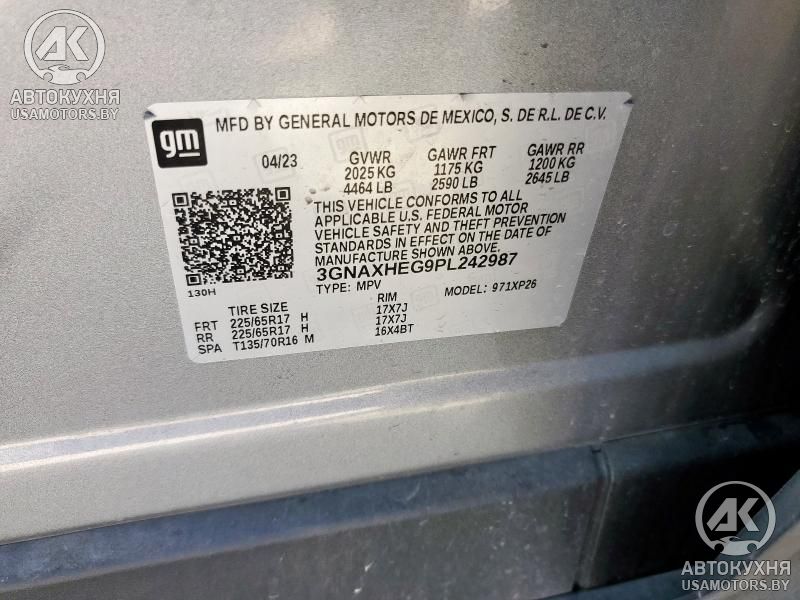 AK
АВТОКУХНЯ
USAMOTORS.BY
gm
MFD BY GENERAL MOTORS DE MEXICO, S. DE R.L. DE C.V.
04/23 GVWR GAWR FRT GAWR RR
2025 KG 1175 KG 1200 KG
4464 LB 2590 LB 2645 LB
THIS VEHICLE CONFORMS TO ALL
APPLICABLE U.S. FEDERAL MOTOR
VEHICLE SAFETY AND THEFT PREVENTION
STANDARDS IN EFFECT ON THE DATE OF
MANUFACTURE SHOWN ABOVE.
3GNAXHEG9PL242987
130H
TYPE: MPV MODEL: 971XP26
TIRE SIZE RIM
FRT 225/65R17 H 17X7J
RR 225/65R17 H 17X7J
SPA T135/70R16 M 16X4BT
AK
АВТОКУХНЯ
USAMOTORS.BY